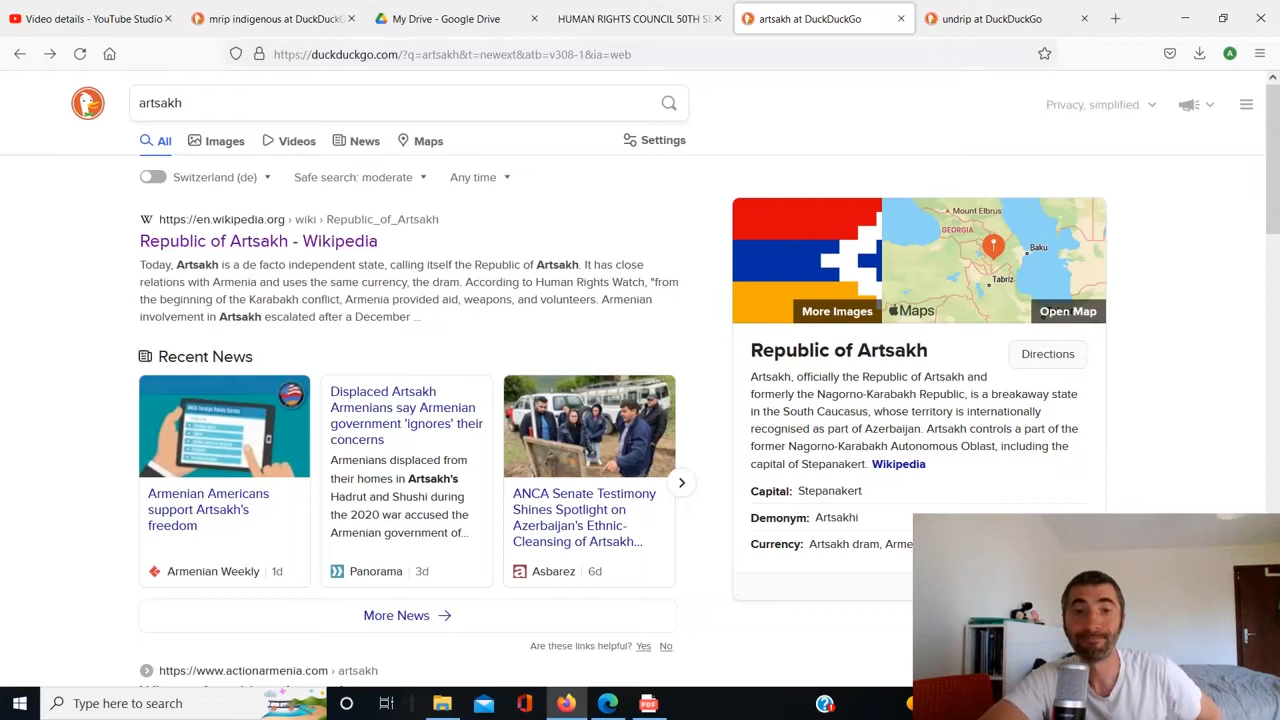 Video details - YouTube Studio
mrip indigenous at DuckDuckGo
My Drive - Google Drive
HUMAN RIGHTS COUNCIL 50TH SE
artsakh at DuckDuckGo
undrip at DuckDuckGo
https://duckduckgo.com/?q=artsakh&t=newext&atb=v308-1&ia=web
A
artsakh
Privacy, simplified.
All
Images
Videos
News
Maps
Settings
Switzerland (de)
Safe search: moderate
Any time
W https://en.wikipedia.org › wiki › Republic_of_Artsakh
Republic of Artsakh - Wikipedia
Today, Artsakh is a de facto independent state, calling itself the Republic of Artsakh. It has close
relations with Armenia and uses the same currency, the dram. According to Human Rights Watch, "from
the beginning of the Karabakh conflict, Armenia provided aid, weapons, and volunteers. Armenian
involvement in Artsakh escalated after a December ...
Recent News
Armenian Americans
support Artsakh's
freedom
Armenian Weekly 1d
Displaced Artsakh
Armenians say Armenian
government 'ignores' their
concerns
Armenians displaced from
their homes in Artsakh's
Hadrut and Shushi during
the 2020 war accused the
Armenian government of...
Panorama 3d
ANCA Senate Testimony
Shines Spotlight on
Azerbaijan's Ethnic-
Cleansing of Artsakh...
Asbarez 6d
More News
Are these links helpful? Yes No
https://www.actionarmenia.com › artsakh
Mount Elbrus
GEORGIA
Baku
Tabriz
More Images
Maps
Open Map
Republic of Artsakh
Directions
Artsakh, officially the Republic of Artsakh and
formerly the Nagorno-Karabakh Republic, is a breakaway state
in the South Caucasus, whose territory is internationally
recognised as part of Azerbaijan. Artsakh controls a part of the
former Nagorno-Karabakh Autonomous Oblast, including the
capital of Stepanakert. Wikipedia
Capital: Stepanakert
Demonym: Artsakhi
Currency: Artsakh dram, Arme
Type here to search
PDF